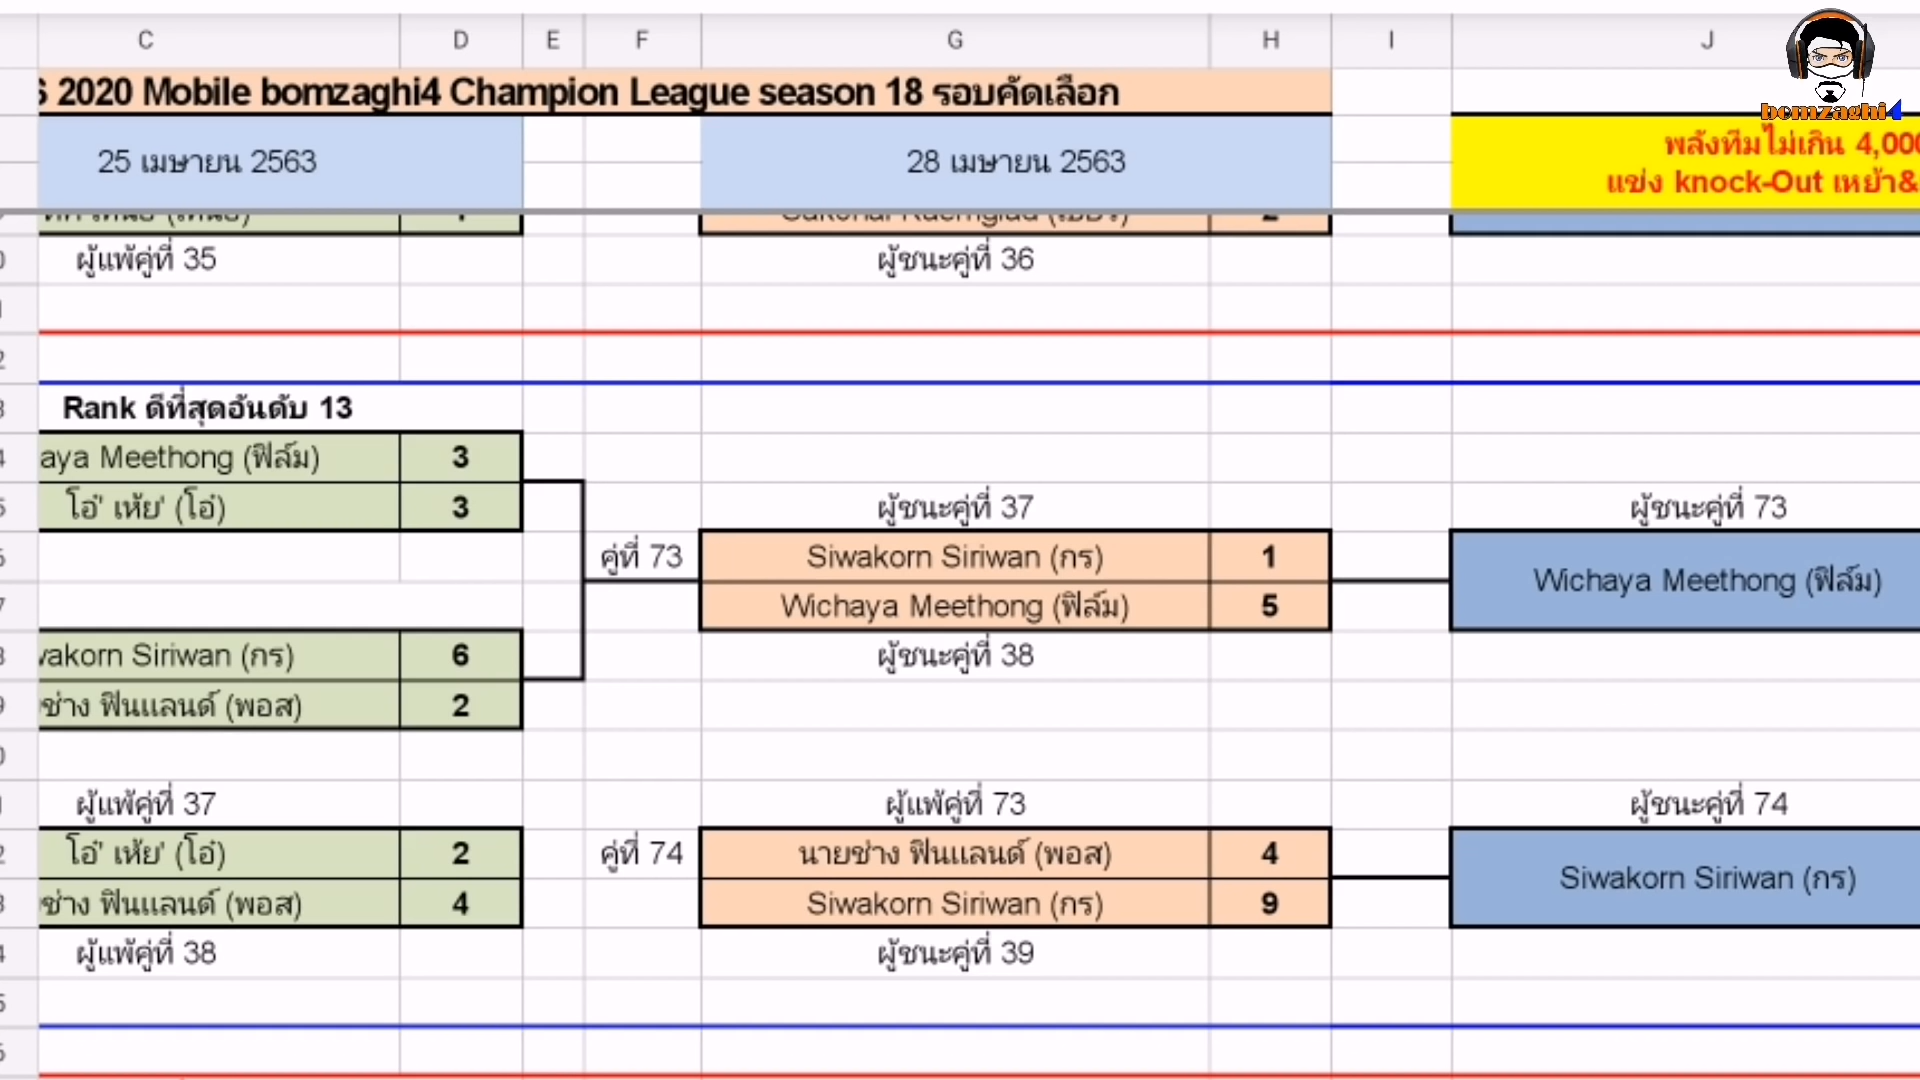 C D E F G H I J
2020 Mobile bomzaghi4 Champion League season 18 รอบคัดเลือก
bomzaghi4
25 เมษายน 2563 28 เมษายน 2563
พลังทีมไม่เกิน 4,000
แข่ง knock-Out เหย้า&
ผู้แพ้คู่ที่ 35 ผู้ชนะคู่ที่ 36
Rank ดีที่สุดอันดับ 13
aya Meethong (ฟิล์ม) 3
โอ๋' เห้ย' (โอ๋) 3 ผู้ชนะคู่ที่ 37 ผู้ชนะคู่ที่ 73
คู่ที่ 73 Siwakorn Siriwan (กร) 1
Wichaya Meethong (ฟิล์ม)
Wichaya Meethong (ฟิล์ม) 5
wakorn Siriwan (กร) 6 ผู้ชนะคู่ที่ 38
ช่าง ฟินแลนด์ (พอส) 2
ผู้แพ้คู่ที่ 37 ผู้แพ้คู่ที่ 73 ผู้ชนะคู่ที่ 74
โอ๋' เห้ย' (โอ๋) 2 คู่ที่ 74 นายช่าง ฟินแลนด์ (พอส) 4
Siwakorn Siriwan (กร)
ช่าง ฟินแลนด์ (พอส) 4 Siwakorn Siriwan (กร) 9
ผู้แพ้คู่ที่ 38 ผู้ชนะคู่ที่ 39